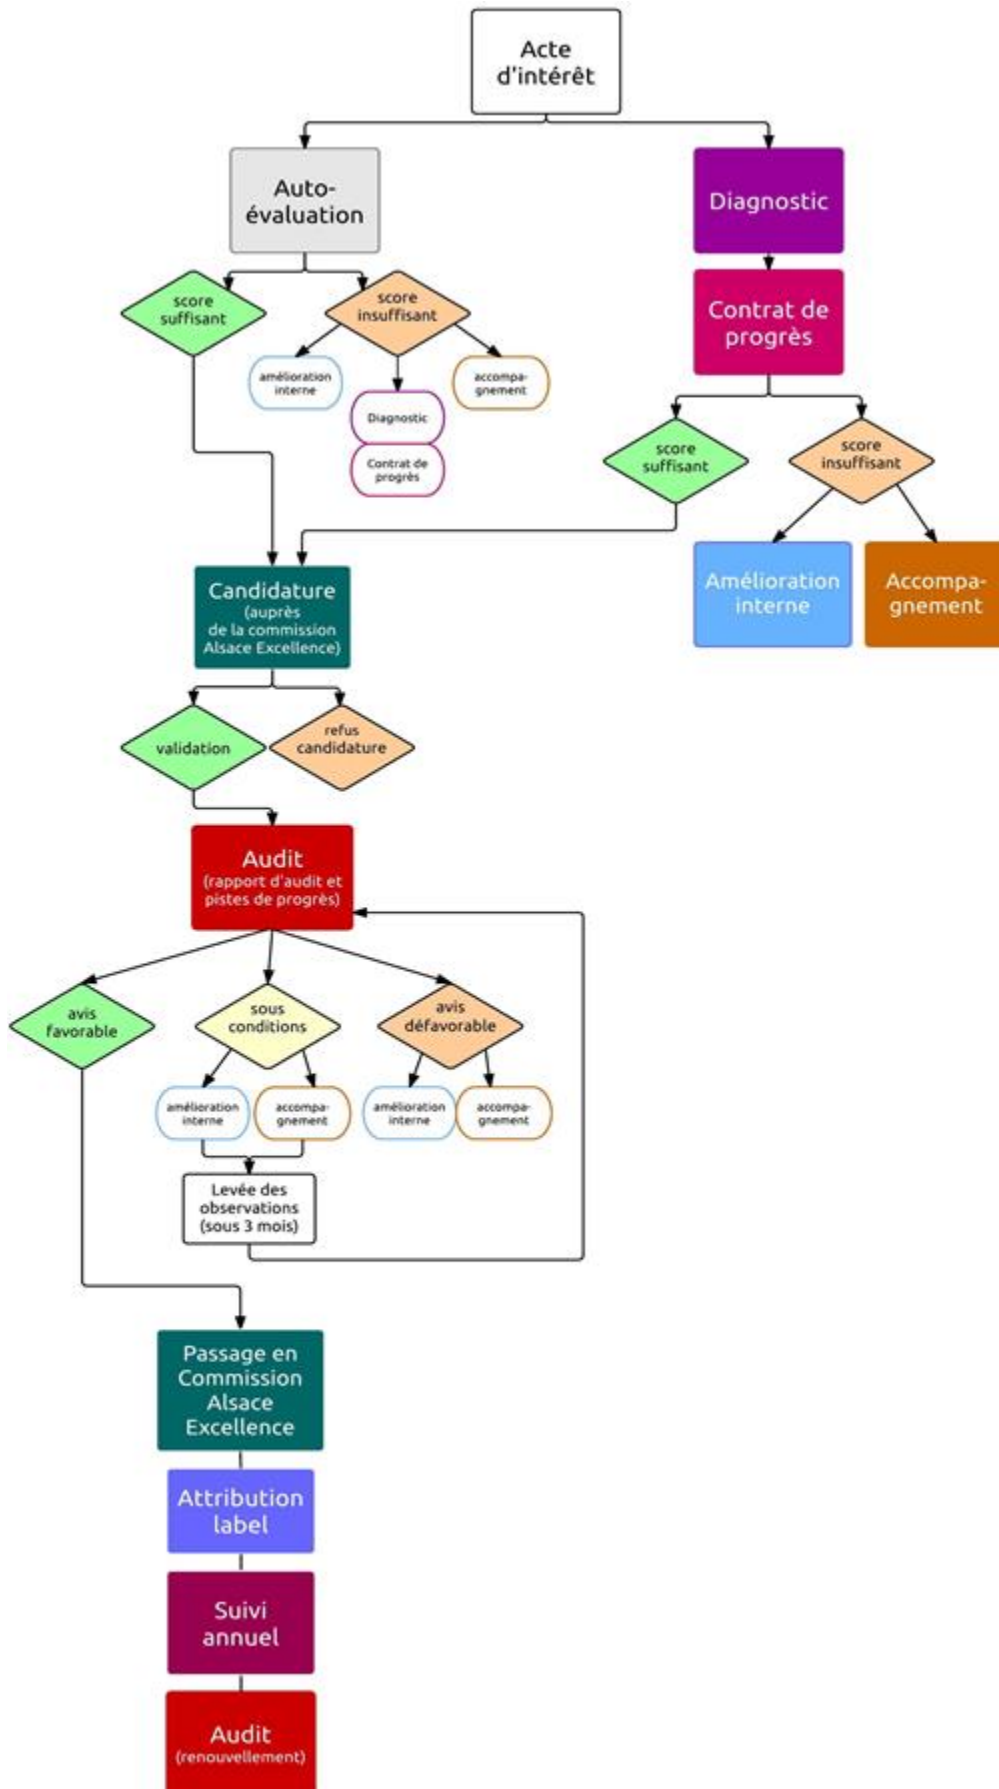 Acte
d'intérêt
Auto-
évaluation
Diagnostic
score
suffisant
score
insuffisant
Contrat de
progrès
amélioration
interne
accompa-
gnement
Diagnostic
Contrat de
progrès
score
suffisant
score
insuffisant
Candidature
(auprès
de la commission
Alsace Excellence)
Amélioration
interne
Accompa-
gnement
validation
refus
candidature
Audit
(rapport d'audit et
pistes de progrès)
avis
favorable
sous
conditions
avis
défavorable
amélioration
interne
accompa-
gnement
amélioration
interne
accompa-
gnement
Levée des
observations
(sous 3 mois)
Passage en
Commission
Alsace
Excellence
Attribution
label
Suivi
annuel
Audit
(renouvellement)